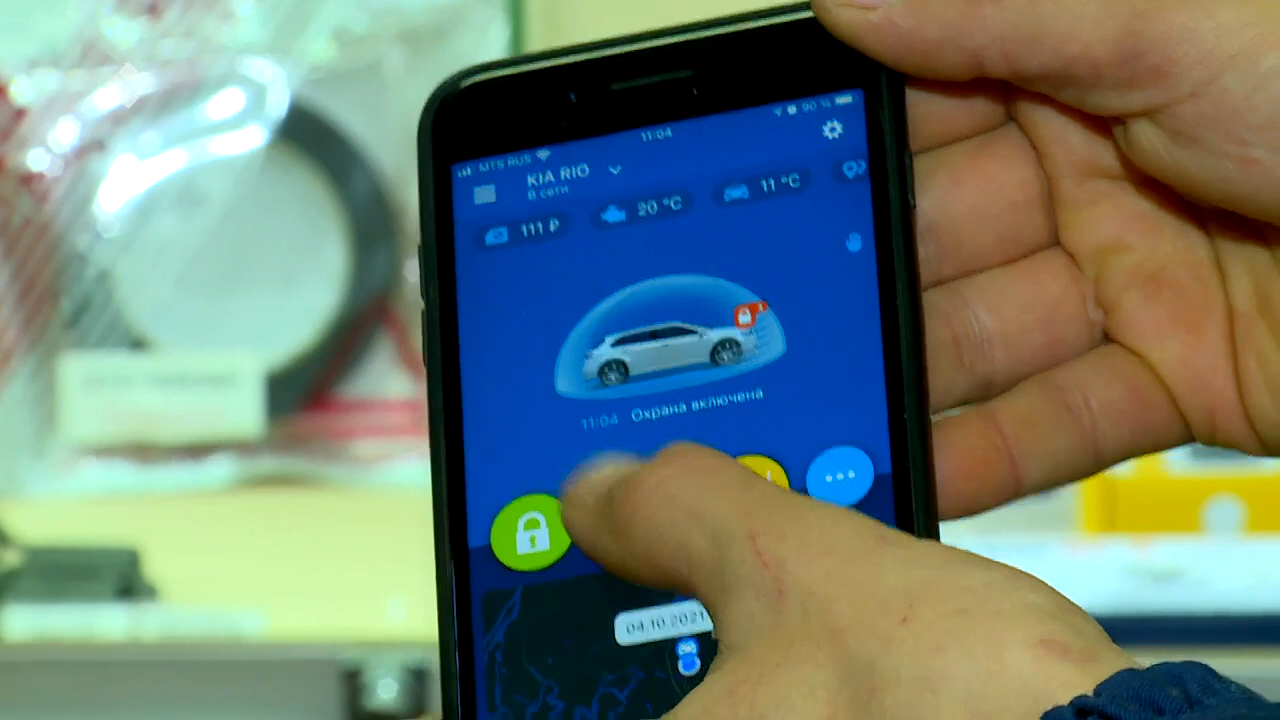 MTS RUS
11:04
90 %
KIA RIO
В сети
111 ₽
20 °C
11 °C
11:04 Охрана включена
04.10.2021